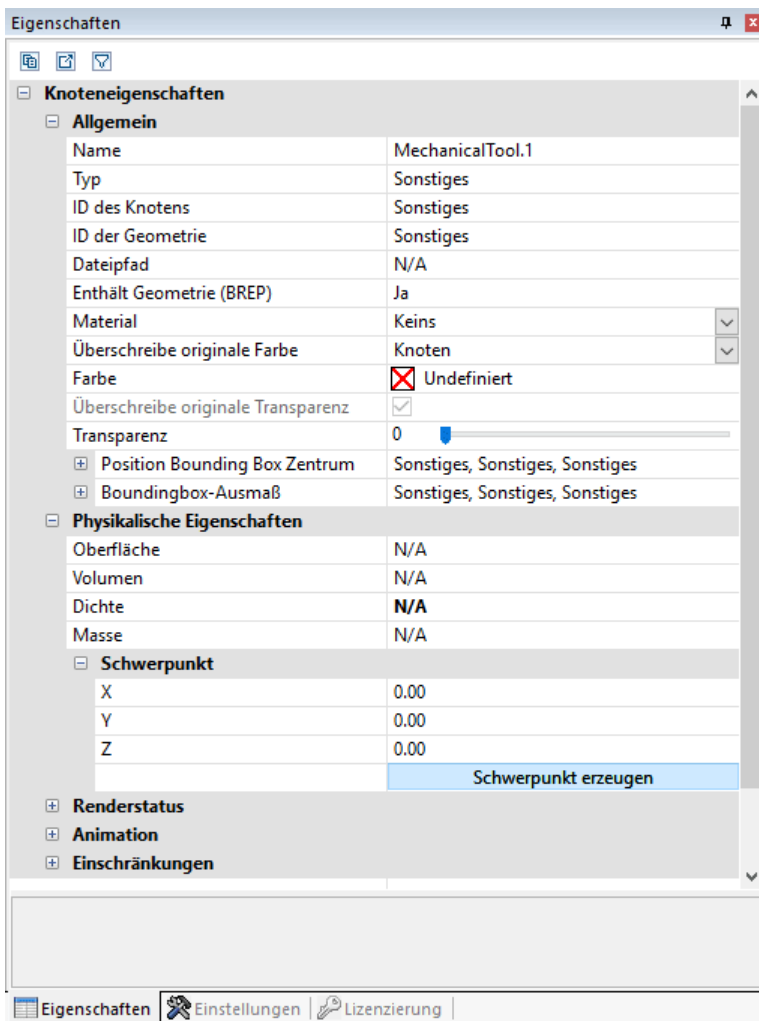 Eigenschaften
Knoteneigenschaften
Allgemein
Name MechanicalTool.1
Typ Sonstiges
ID des Knotens Sonstiges
ID der Geometrie Sonstiges
Dateipfad N/A
Enthält Geometrie (BREP) Ja
Material Keins
Überschreibe originale Farbe Knoten
Farbe Undefiniert
Überschreibe originale Transparenz
Transparenz 0
Position Bounding Box Zentrum Sonstiges, Sonstiges, Sonstiges
Boundingbox-Ausmaß Sonstiges, Sonstiges, Sonstiges
Physikalische Eigenschaften
Oberfläche N/A
Volumen N/A
Dichte N/A
Masse N/A
Schwerpunkt
X 0.00
Y 0.00
Z 0.00
Schwerpunkt erzeugen
Renderstatus
Animation
Einschränkungen
Eigenschaften Einstellungen Lizenzierung